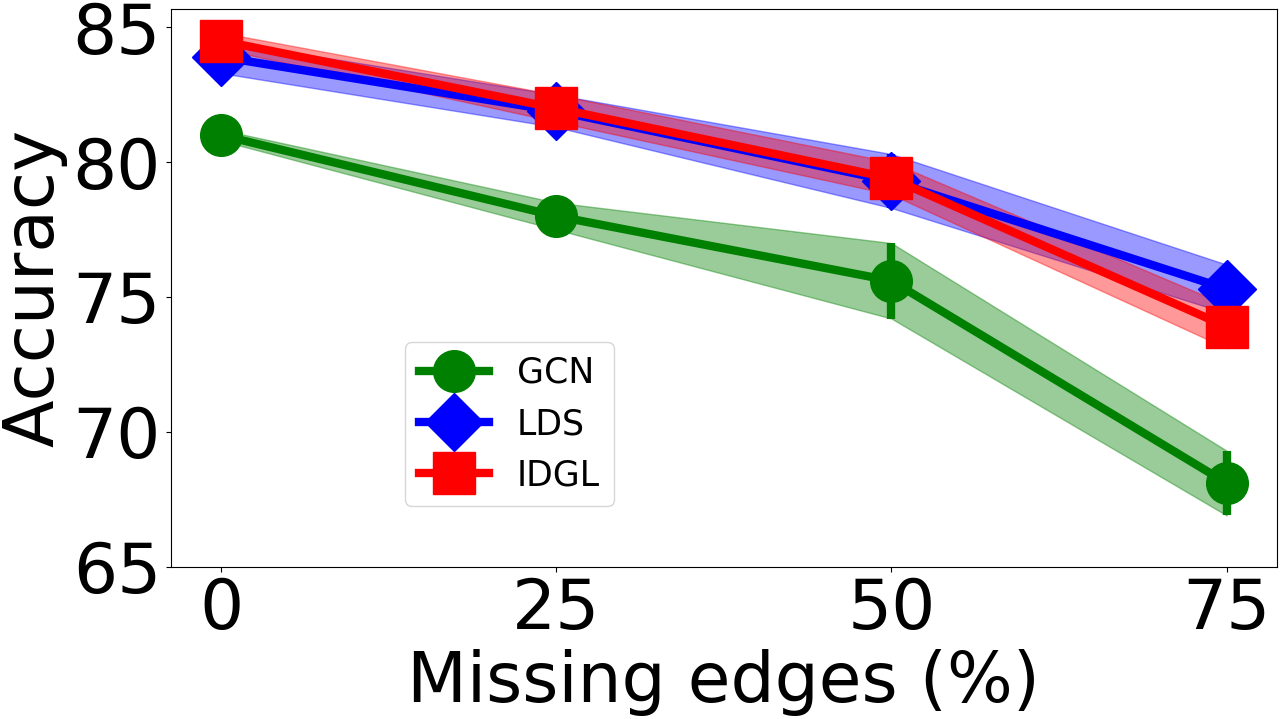 85
80
75
70
65
Accuracy
GCN
LDS
IDGL
0 25 50 75
Missing edges (%)